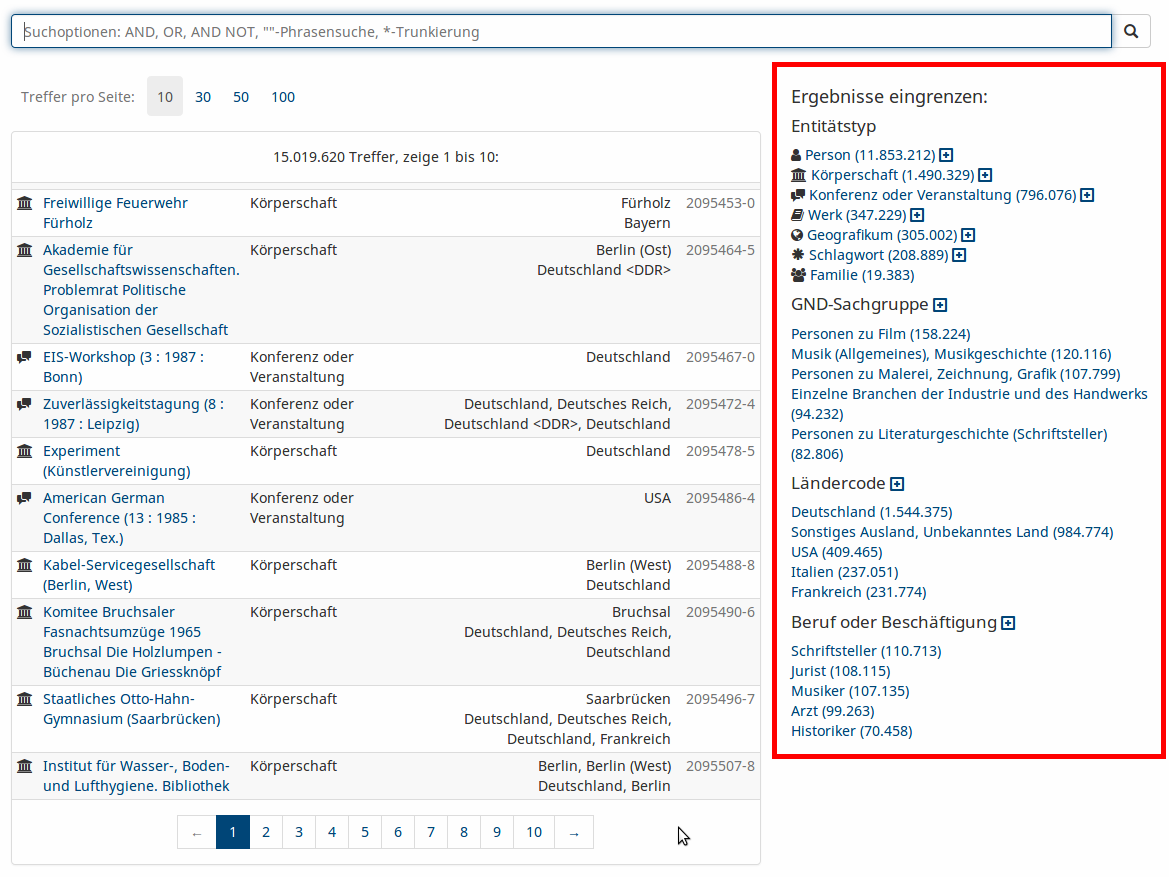 Suchoptionen: AND, OR, AND NOT, ""-Phrasensuche, *-Trunkierung
Treffer pro Seite: 10 30 50 100
15.019.620 Treffer, zeige 1 bis 10:
Freiwillige Feuerwehr Körperschaft Fürholz 2095453-0
Fürholz Bayern
Akademie für Körperschaft Berlin (Ost) 2095464-5
Gesellschaftswissenschaften. Deutschland <DDR>
Problemrat Politische
Organisation der
Sozialistischen Gesellschaft
EIS-Workshop (3 : 1987 : Konferenz oder Deutschland 2095467-0
Bonn) Veranstaltung
Zuverlässigkeitstagung (8 : Konferenz oder Deutschland, Deutsches Reich, 2095472-4
1987 : Leipzig) Veranstaltung Deutschland <DDR>, Deutschland
Experiment Körperschaft Deutschland 2095478-5
(Künstlervereinigung)
American German Konferenz oder USA 2095486-4
Conference (13 : 1985 : Veranstaltung
Dallas, Tex.)
Kabel-Servicegesellschaft Körperschaft Berlin (West) 2095488-8
(Berlin, West) Deutschland
Komitee Bruchsaler Körperschaft Bruchsal 2095490-6
Fasnachtsumzüge 1965 Deutschland, Deutsches Reich,
Bruchsal Die Holzlumpen - Deutschland
Büchenau Die Griessknöpf
Staatliches Otto-Hahn- Körperschaft Saarbrücken 2095496-7
Gymnasium (Saarbrücken) Deutschland, Deutsches Reich,
Deutschland, Frankreich
Institut für Wasser-, Boden- Körperschaft Berlin, Berlin (West) 2095507-8
und Lufthygiene. Bibliothek Deutschland, Berlin
← 1 2 3 4 5 6 7 8 9 10 →
Ergebnisse eingrenzen:
Entitätstyp
Person (11.853.212)
Körperschaft (1.490.329)
Konferenz oder Veranstaltung (796.076)
Werk (347.229)
Geografikum (305.002)
Schlagwort (208.889)
Familie (19.383)
GND-Sachgruppe
Personen zu Film (158.224)
Musik (Allgemeines), Musikgeschichte (120.116)
Personen zu Malerei, Zeichnung, Grafik (107.799)
Einzelne Branchen der Industrie und des Handwerks
(94.232)
Personen zu Literaturgeschichte (Schriftsteller)
(82.806)
Ländercode
Deutschland (1.544.375)
Sonstiges Ausland, Unbekanntes Land (984.774)
USA (409.465)
Italien (237.051)
Frankreich (231.774)
Beruf oder Beschäftigung
Schriftsteller (110.713)
Jurist (108.115)
Musiker (107.135)
Arzt (99.263)
Historiker (70.458)